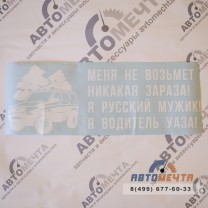 МЕНЯ НЕ ВОЗЬМЕТ
НИКАКАЯ ЗАРАЗА!
Я РУССКИЙ МУЖИК!
Я ВОДИТЕЛЬ УАЗА!
АВТОМЕЧТА
8(499) 677-60-33